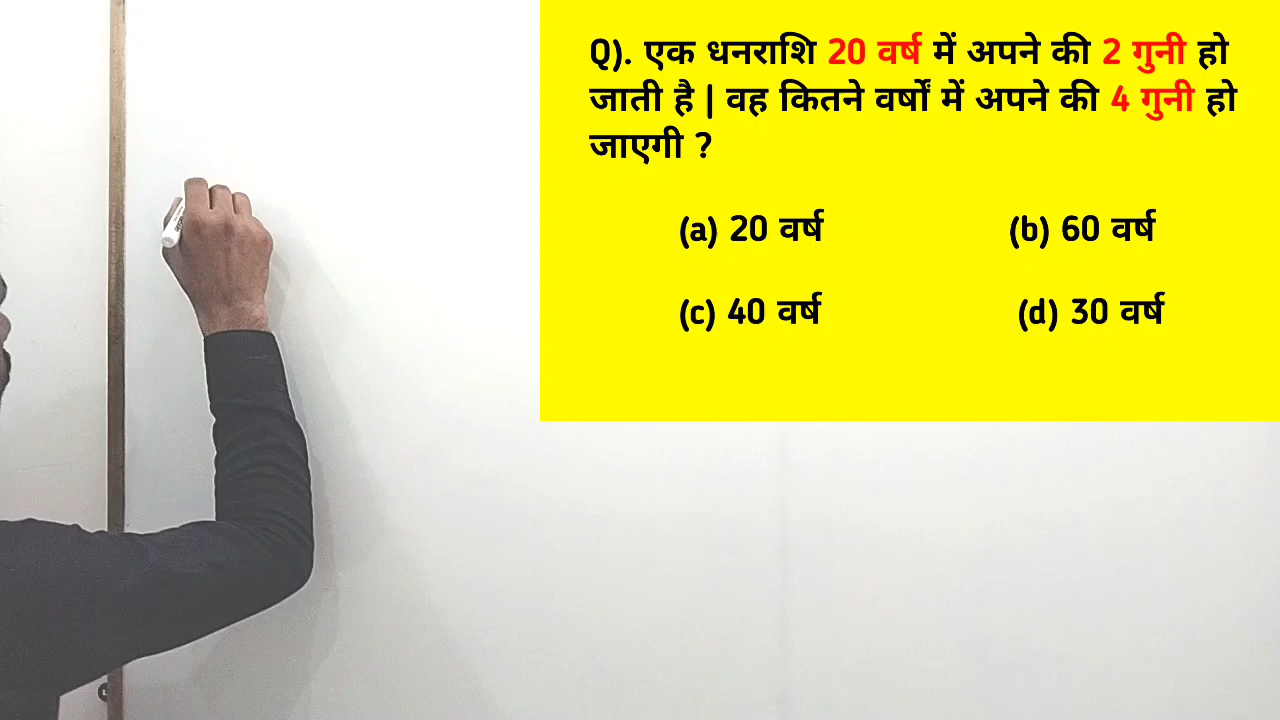 Q). एक धनराशि 20 वर्ष में अपने की 2 गुनी हो
जाती है | वह कितने वर्षों में अपने की 4 गुनी हो
जाएगी ?
(a) 20 वर्ष (b) 60 वर्ष
(c) 40 वर्ष (d) 30 वर्ष